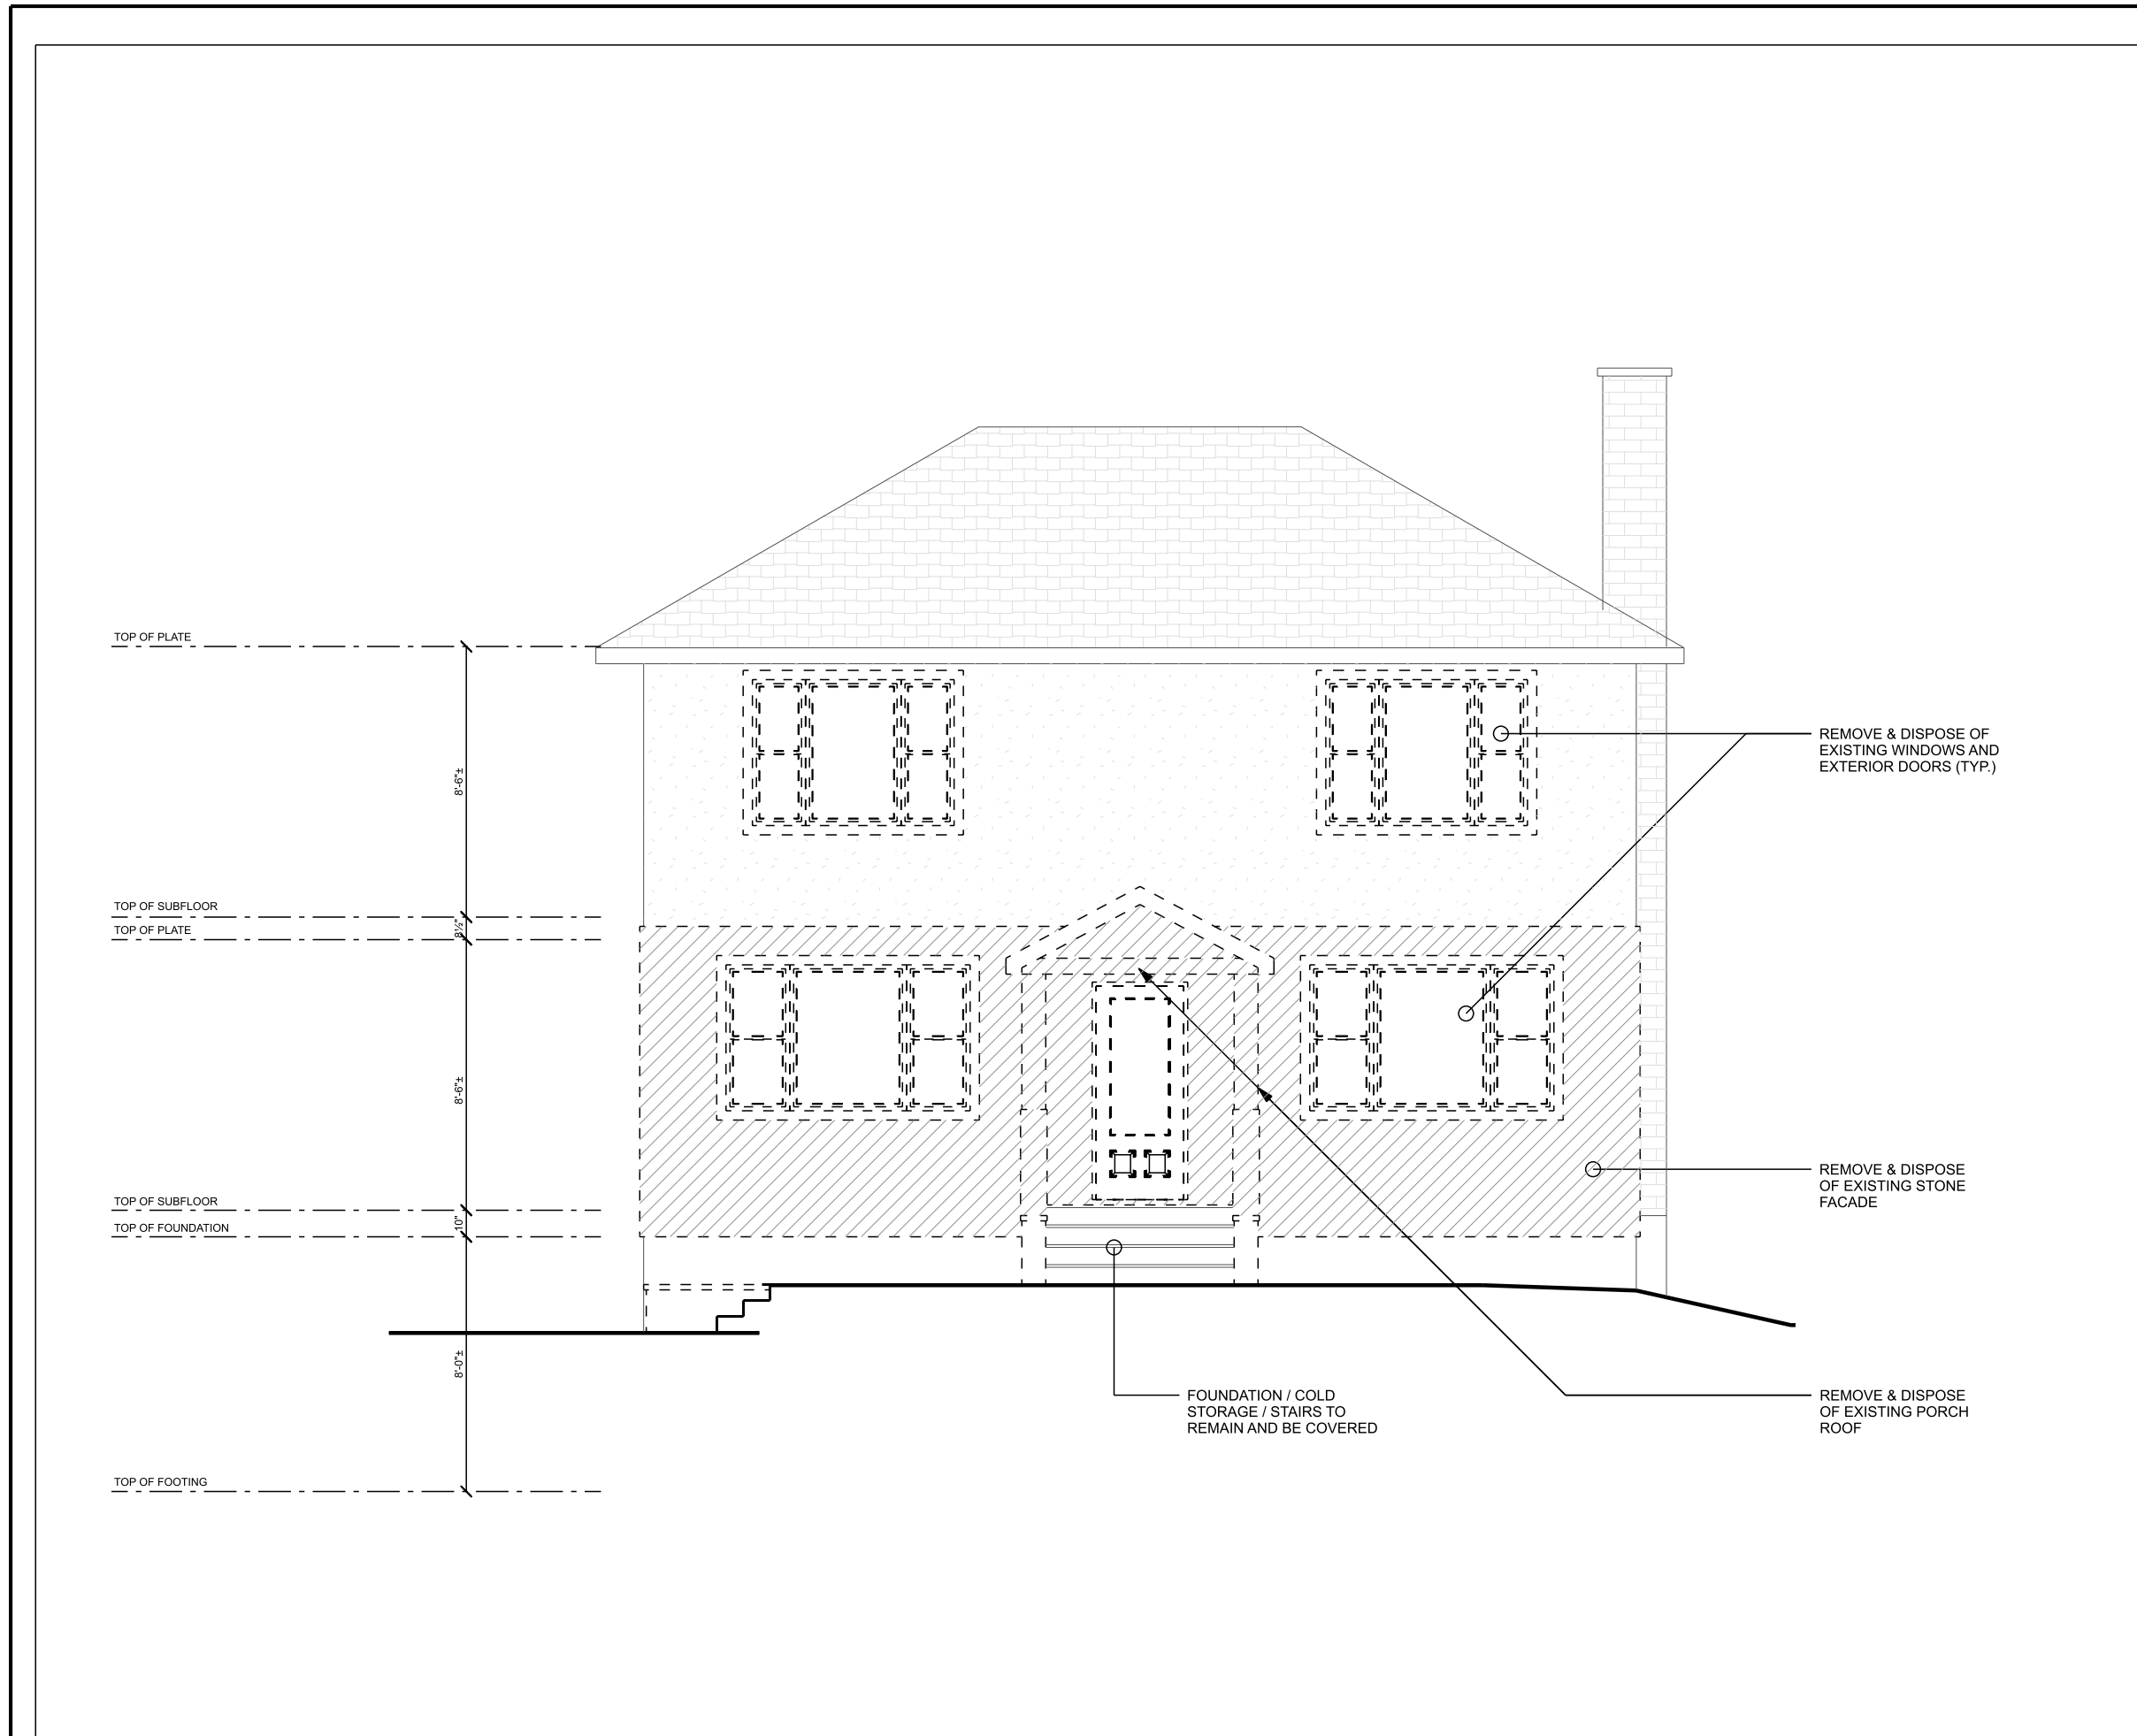 TOP OF PLATE
8'-6"±
TOP OF SUBFLOOR
8½"
TOP OF PLATE
8'-6"±
TOP OF SUBFLOOR
10"
TOP OF FOUNDATION
8'-0"±
TOP OF FOOTING
REMOVE & DISPOSE OF
EXISTING WINDOWS AND
EXTERIOR DOORS (TYP.)
REMOVE & DISPOSE
OF EXISTING STONE
FACADE
FOUNDATION / COLD
STORAGE / STAIRS TO
REMAIN AND BE COVERED
REMOVE & DISPOSE
OF EXISTING PORCH
ROOF